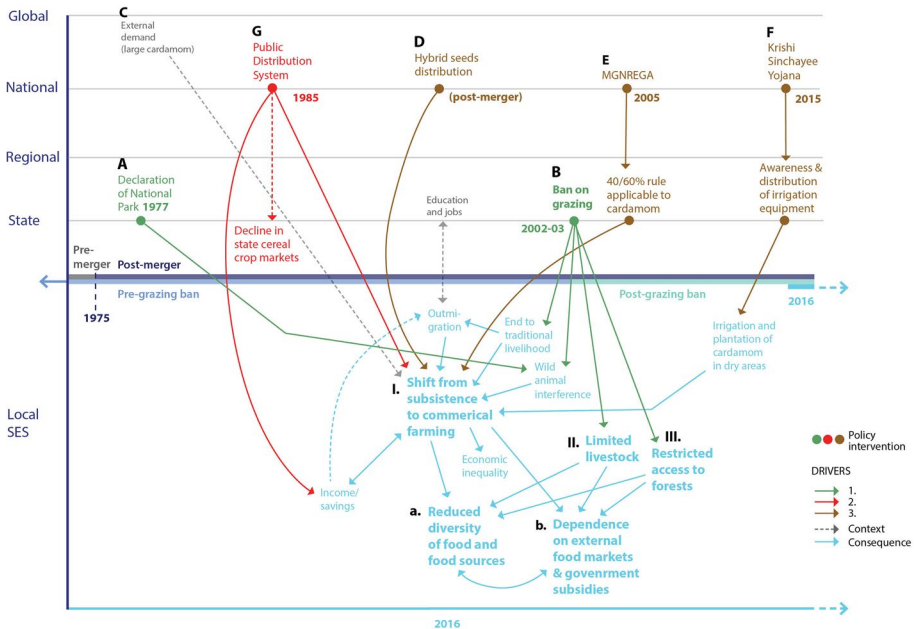 Global
C
External
demand
(large cardamom)
G
Public
Distribution
System
1985
D
Hybrid seeds
distribution
(post-merger)
E
MGNREGA
2005
F
Krishi
Sinchayee
Yojana
2015
National
Regional
A
Declaration
of National
Park 1977
Education
and jobs
B
Ban on
grazing
2002-03
40/60% rule
applicable to
cardamom
Awareness &
distribution
of irrigation
equipment
State
Decline in
state cereal
crop markets
Pre-
merger
Post-merger
Pre-grazing ban
Post-grazing ban
2016
1975
Outmi-
gration
End to
traditional
livelihood
Irrigation and
plantation of
cardamom
in dry areas
Wild
animal
interference
I. Shift from
subsistence
to commerical
farming
Local
SES
II. Limited
livestock
III.
Restricted
access to
forests
Economic
inequality
Income/
savings
a. Reduced
diversity
of food and
food sources
b. Dependence
on external
food markets
& govenrment
subsidies
Policy
intervention
DRIVERS
1.
2.
3.
Context
Consequence
2016